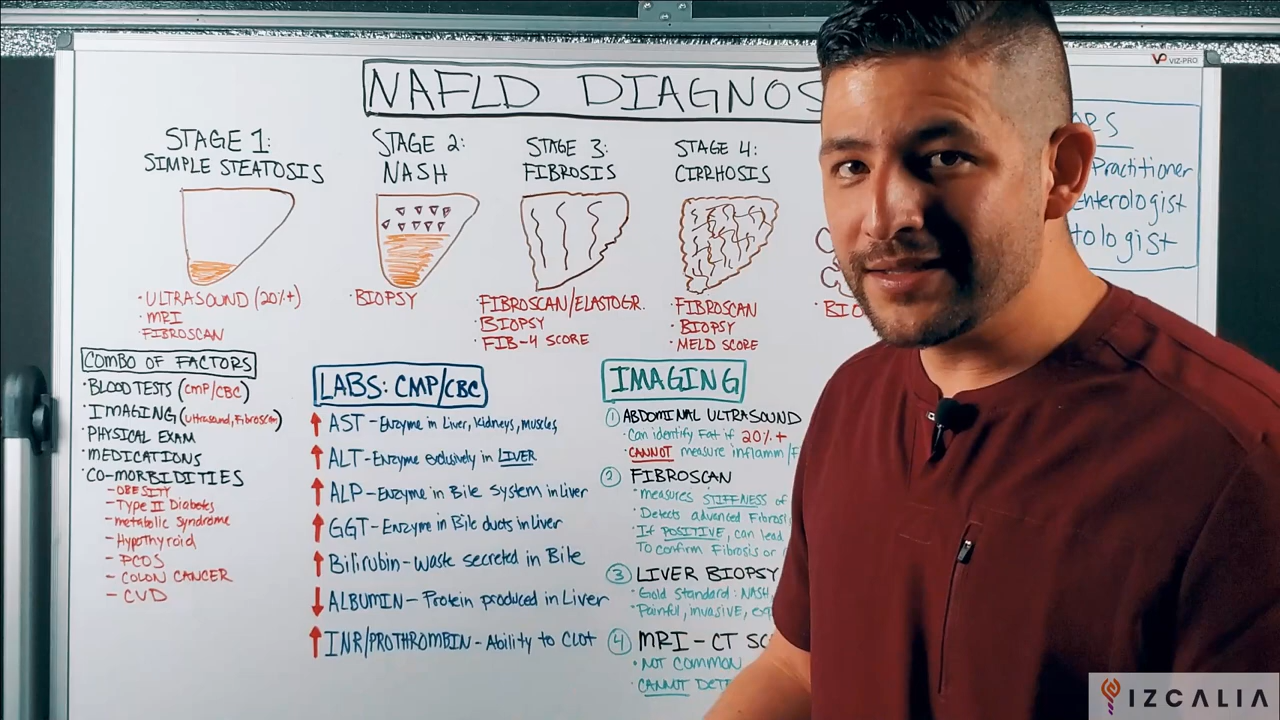 VIZ-PRO
NAFLD DIAGNOS
STAGE 1:
SIMPLE STEATOSIS
· ULTRASOUND (20%+)
· MRI
· FIBROSCAN
STAGE 2:
NASH
· BIOPSY
STAGE 3:
FIBROSIS
· FIBROSCAN/ELASTOGR.
· BIOPSY
· FIB-4 SCORE
STAGE 4:
CIRRHOSIS
· FIBROSCAN
· BIOPSY
· MELD SCORE
· BIO
Practitioner
COMBO OF FACTORS
· BLOOD TESTS (CMP/CBC)
· IMAGING (ultrasound, Fibroscan)
· PHYSICAL EXAM
· MEDICATIONS
· CO-MORBIDITIES
- OBESITY
- Type II Diabetes
- metabolic syndrome
- Hypothyroid
- PCOS
- COLON CANCER
- CVD
LABS: CMP/CBC
↑ AST - Enzyme in Liver, kidneys, muscles,
↑ ALT - Enzyme exclusively in LIVER
↑ ALP - Enzyme in Bile System in Liver
↑ GGT - Enzyme in Bile ducts in Liver
↑ Bilirubin - Waste secreted in Bile
↓ ALBUMIN - Protein produced in Liver
↑ INR/PROTHROMBIN - Ability to CLOT
IMAGING
① ABDOMINAL ULTRASOUND
· Can identify Fat if 20%+
· CANNOT measure inflamm/F
② FIBROSCAN
· measures STIFFNESS of
· Detects advanced Fibrosi
· If POSITIVE, can lead
To confirm Fibrosis or
③ LIVER BIOPSY
· Gold Standard: NASH,
· Painful, invasive, exp
④ MRI - CT SC
· NOT COMMON
· CANNOT DETE
IZCALIA